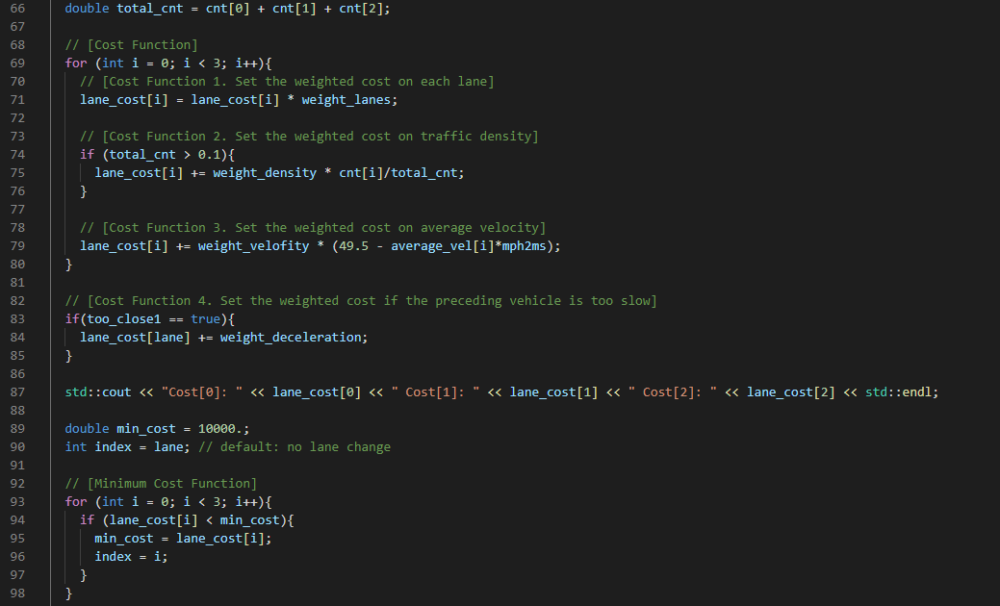 66 double total_cnt = cnt[0] + cnt[1] + cnt[2];
67
68 // [Cost Function]
69 for (int i = 0; i < 3; i++){
70 // [Cost Function 1. Set the weighted cost on each lane]
71 lane_cost[i] = lane_cost[i] * weight_lanes;
72
73 // [Cost Function 2. Set the weighted cost on traffic density]
74 if (total_cnt > 0.1){
75 lane_cost[i] += weight_density * cnt[i]/total_cnt;
76 }
77
78 // [Cost Function 3. Set the weighted cost on average velocity]
79 lane_cost[i] += weight_velofity * (49.5 - average_vel[i]*mph2ms);
80 }
81
82 // [Cost Function 4. Set the weighted cost if the preceding vehicle is too slow]
83 if(too_close1 == true){
84 lane_cost[lane] += weight_deceleration;
85 }
86
87 std::cout << "Cost[0]: " << lane_cost[0] << " Cost[1]: " << lane_cost[1] << " Cost[2]: " << lane_cost[2] << std::endl;
88
89 double min_cost = 10000.;
90 int index = lane; // default: no lane change
91
92 // [Minimum Cost Function]
93 for (int i = 0; i < 3; i++){
94 if (lane_cost[i] < min_cost){
95 min_cost = lane_cost[i];
96 index = i;
97 }
98 }